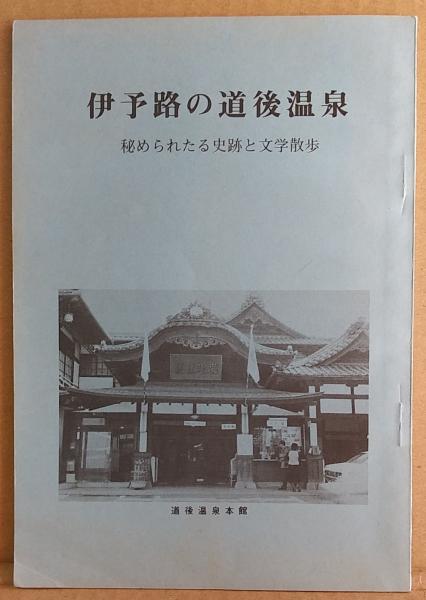 伊予路の道後温泉
秘められたる史跡と文学散歩
道後温泉本館